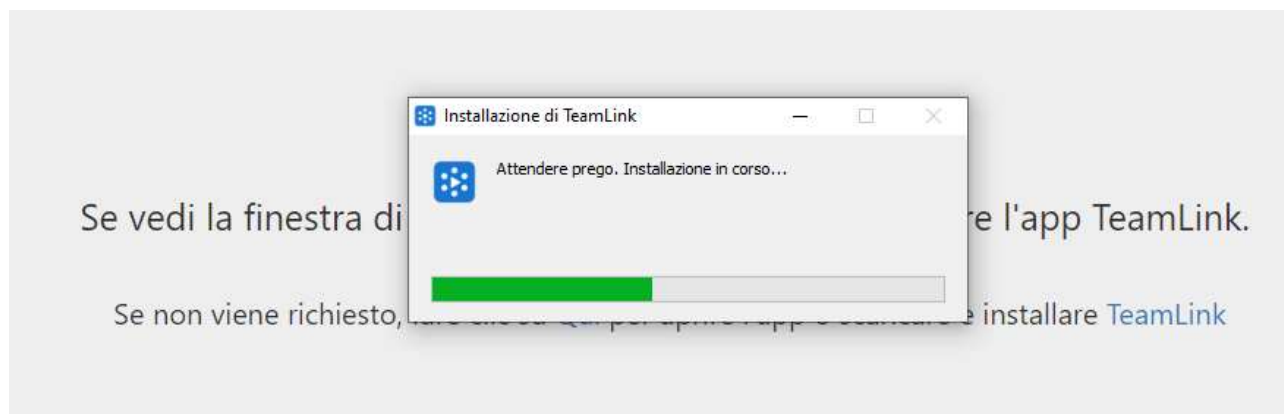 Installazione di TeamLink
Attendere prego. Installazione in corso...
Se vedi la finestra di re l'app TeamLink.
Se non viene richiesto, installare TeamLink